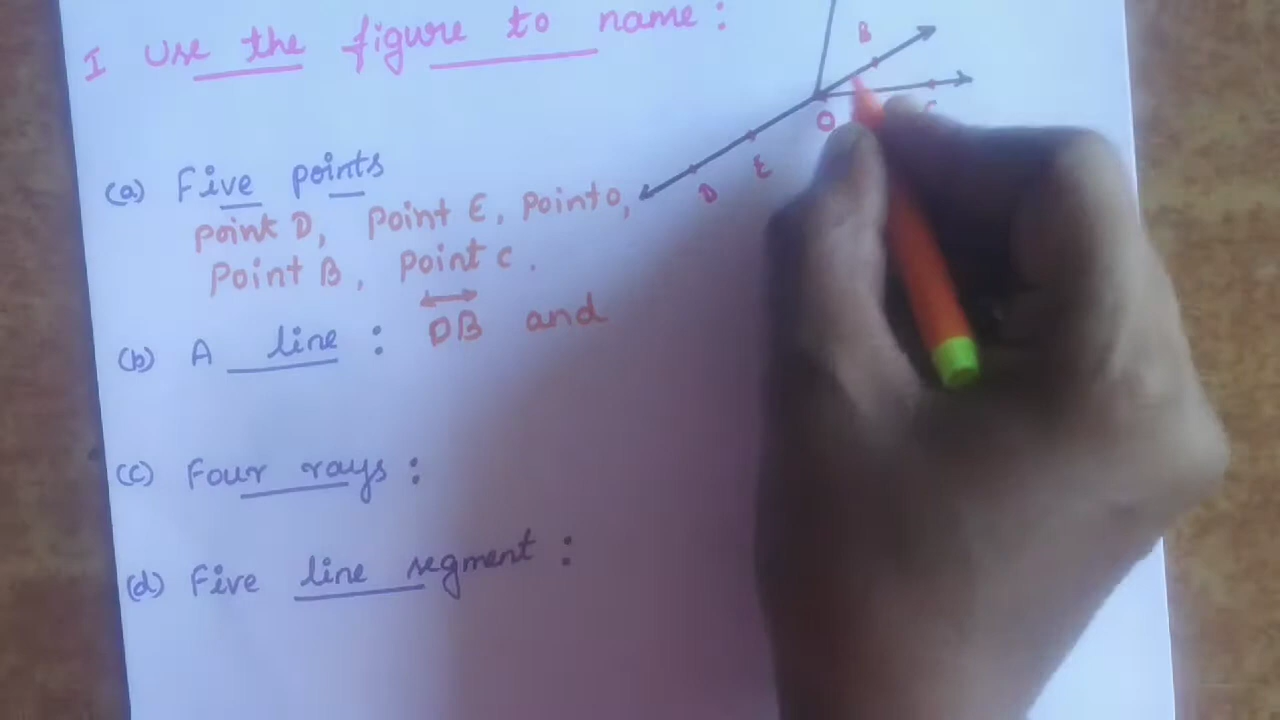 I Use the figure to name :
B
C
O
E
D
(a) Five points
point D, point E, point O,
point B, point C.
(b) A line : DB and
(c) Four rays :
(d) Five line segment :